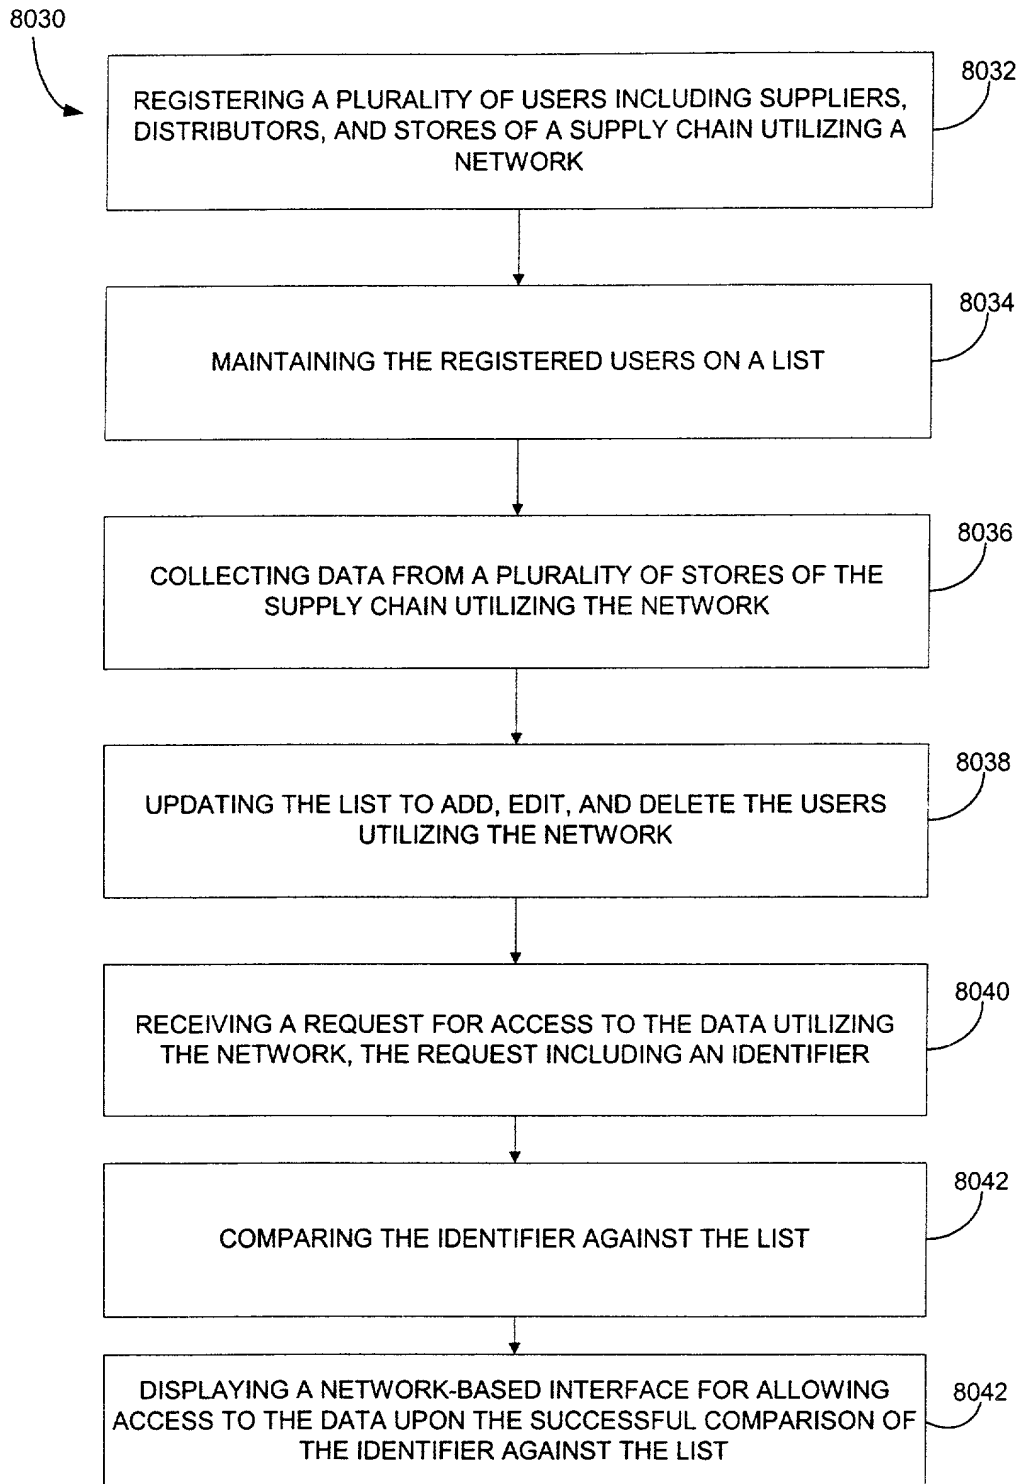 8030
8032
REGISTERING A PLURALITY OF USERS INCLUDING SUPPLIERS,
DISTRIBUTORS, AND STORES OF A SUPPLY CHAIN UTILIZING A
NETWORK
8034
MAINTAINING THE REGISTERED USERS ON A LIST
8036
COLLECTING DATA FROM A PLURALITY OF STORES OF THE
SUPPLY CHAIN UTILIZING THE NETWORK
8038
UPDATING THE LIST TO ADD, EDIT, AND DELETE THE USERS
UTILIZING THE NETWORK
8040
RECEIVING A REQUEST FOR ACCESS TO THE DATA UTILIZING
THE NETWORK, THE REQUEST INCLUDING AN IDENTIFIER
8042
COMPARING THE IDENTIFIER AGAINST THE LIST
8042
DISPLAYING A NETWORK-BASED INTERFACE FOR ALLOWING
ACCESS TO THE DATA UPON THE SUCCESSFUL COMPARISON OF
THE IDENTIFIER AGAINST THE LIST